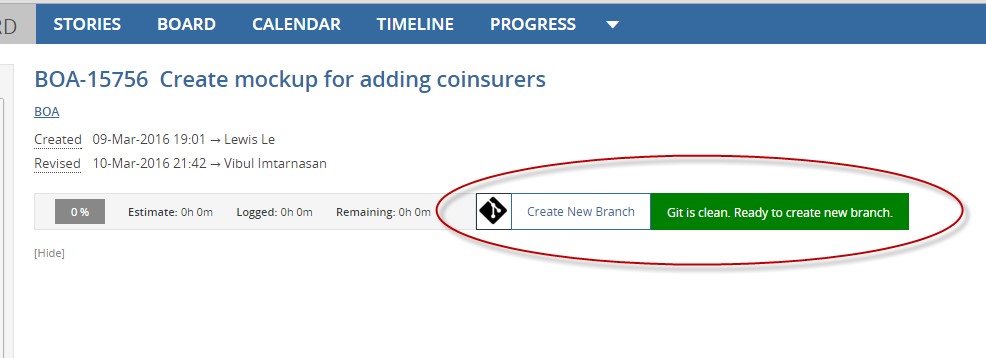 RD STORIES BOARD CALENDAR TIMELINE PROGRESS
BOA-15756 Create mockup for adding coinsurers
BOA
Created 09-Mar-2016 19:01 → Lewis Le
Revised 10-Mar-2016 21:42 → Vibul Imtarnasan
0 % Estimate: 0h 0m Logged: 0h 0m Remaining: 0h 0m Create New Branch Git is clean. Ready to create new branch.
[Hide]